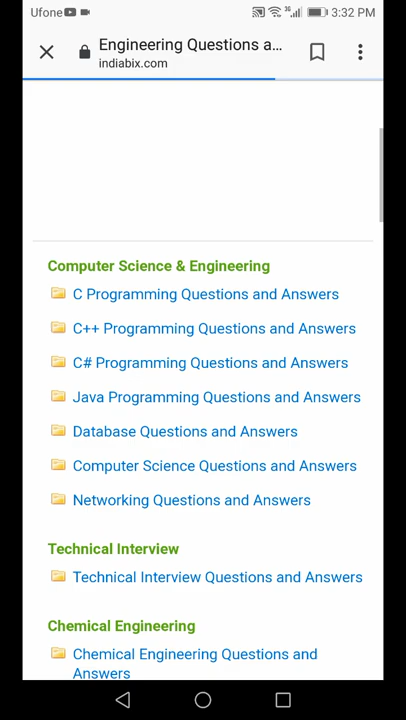 Ufone 3G 3:32 PM
Engineering Questions a...
indiabix.com
Computer Science & Engineering
C Programming Questions and Answers
C++ Programming Questions and Answers
C# Programming Questions and Answers
Java Programming Questions and Answers
Database Questions and Answers
Computer Science Questions and Answers
Networking Questions and Answers
Technical Interview
Technical Interview Questions and Answers
Chemical Engineering
Chemical Engineering Questions and
Answers